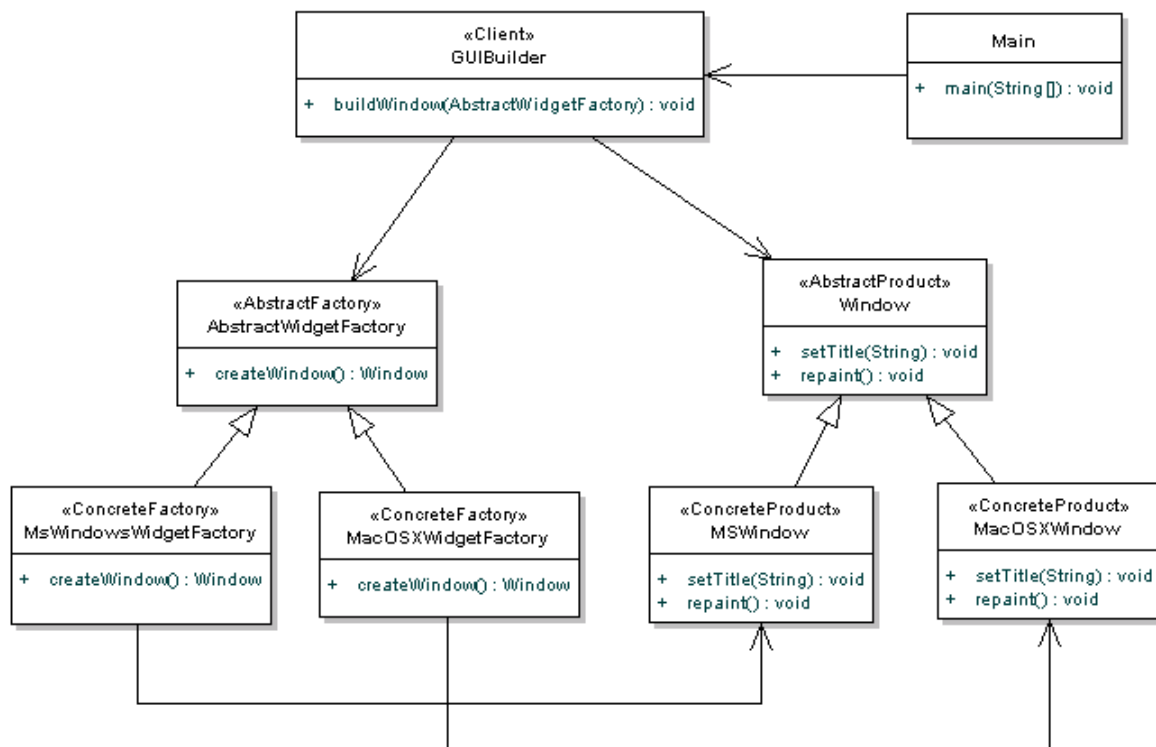 «Client»
GUIBuilder
+ buildWindow(AbstractWidgetFactory) : void
Main
+ main(String[]) : void
«AbstractFactory»
AbstractWidgetFactory
+ createWindow() : Window
«AbstractProduct»
Window
+ setTitle(String) : void
+ repaint() : void
«ConcreteFactory»
MsWindowsWidgetFactory
+ createWindow() : Window
«ConcreteFactory»
MacOSXWidgetFactory
+ createWindow() : Window
«ConcreteProduct»
MSWindow
+ setTitle(String) : void
+ repaint() : void
«ConcreteProduct»
MacOSXWindow
+ setTitle(String) : void
+ repaint() : void